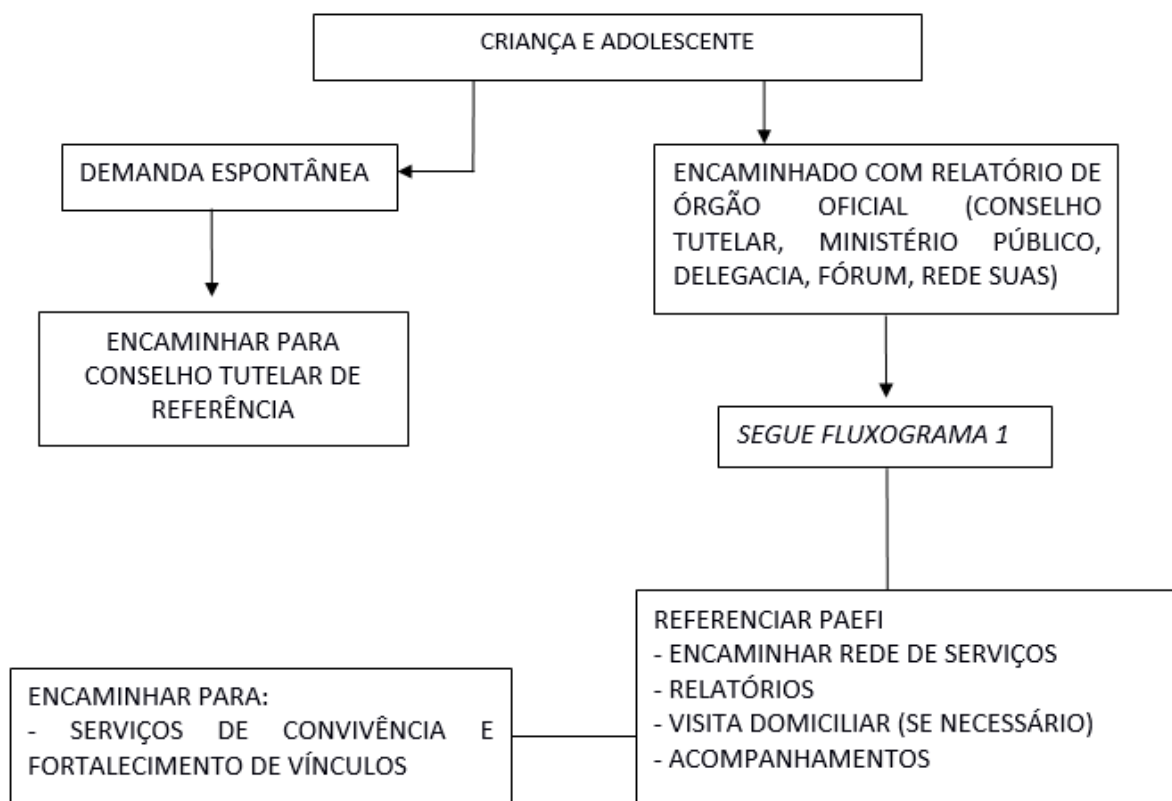 CRIANÇA E ADOLESCENTE
DEMANDA ESPONTÂNEA
ENCAMINHAR PARA
CONSELHO TUTELAR DE
REFERÊNCIA
ENCAMINHADO COM RELATÓRIO DE
ÓRGÃO OFICIAL (CONSELHO
TUTELAR, MINISTÉRIO PÚBLICO,
DELEGACIA, FÓRUM, REDE SUAS)
SEGUE FLUXOGRAMA 1
REFERENCIAR PAEFI
- ENCAMINHAR REDE DE SERVIÇOS
- RELATÓRIOS
- VISITA DOMICILIAR (SE NECESSÁRIO)
- ACOMPANHAMENTOS
ENCAMINHAR PARA:
- SERVIÇOS DE CONVIVÊNCIA E
FORTALECIMENTO DE VÍNCULOS